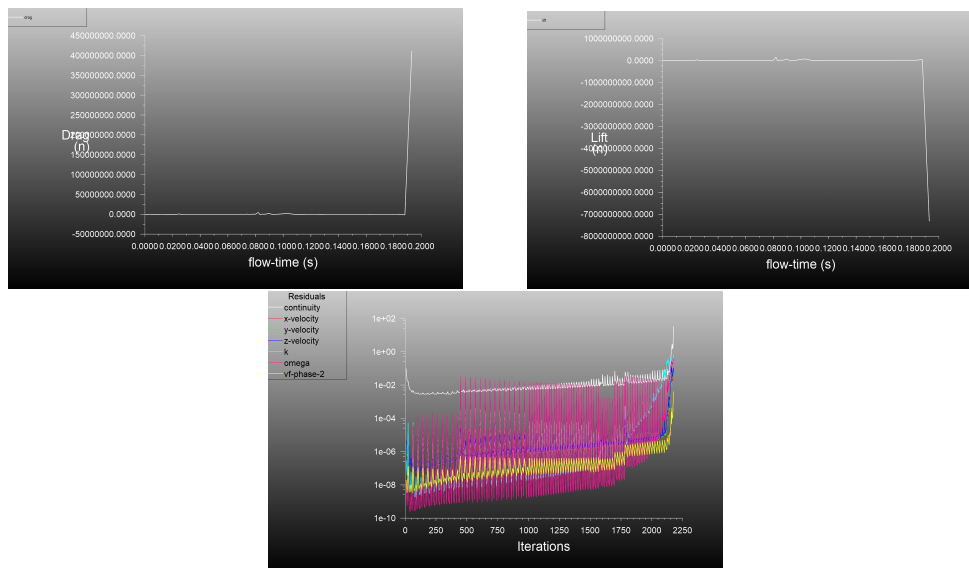 drag
450000000.0000
400000000.0000
350000000.0000
300000000.0000
250000000.0000
200000000.0000
150000000.0000
100000000.0000
50000000.0000
0.0000
-50000000.0000
Drag
(n)
0.0000 0.0200 0.0400 0.0600 0.0800 0.1000 0.1200 0.1400 0.1600 0.1800 0.2000
flow-time (s)
lift
1000000000.0000
0.0000
-1000000000.0000
-2000000000.0000
-3000000000.0000
-4000000000.0000
-5000000000.0000
-6000000000.0000
-7000000000.0000
-8000000000.0000
Lift
(n)
0.0000 0.0200 0.0400 0.0600 0.0800 0.1000 0.1200 0.1400 0.1600 0.1800 0.2000
flow-time (s)
Residuals
continuity
x-velocity
y-velocity
z-velocity
k
omega
vf-phase-2
1e+02
1e+00
1e-02
1e-04
1e-06
1e-08
1e-10
0 250 500 750 1000 1250 1500 1750 2000 2250
Iterations